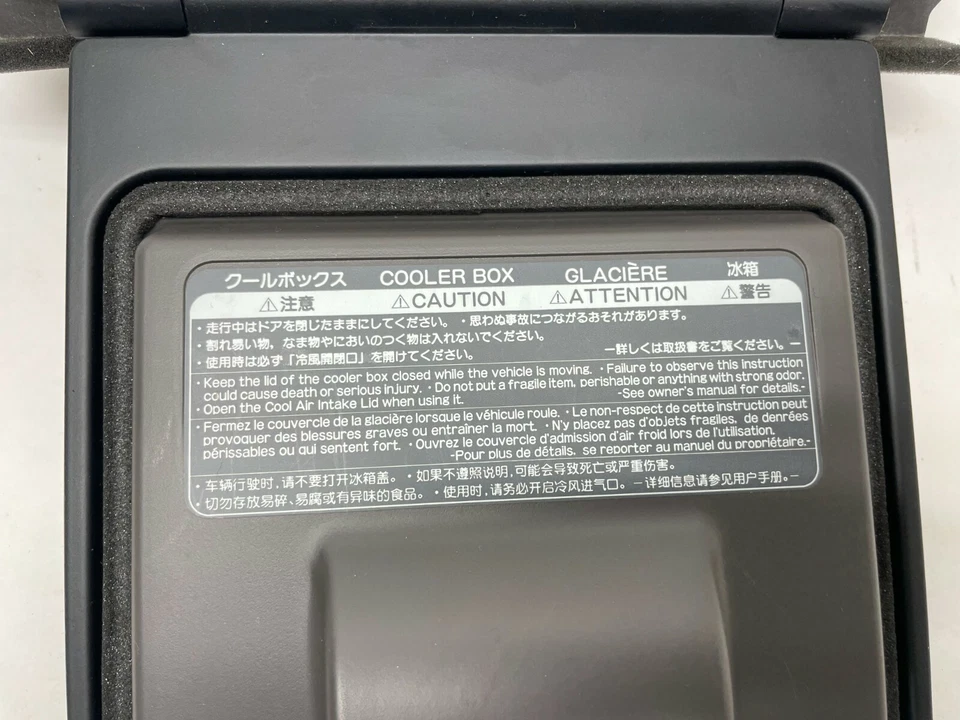 クールボックス COOLER BOX GLACIÈRE 冰箱
⚠注意 ⚠CAUTION ⚠ATTENTION ⚠警告
・走行中はドアを閉じたままにしてください。・思わぬ事故につながるおそれがあります。
・割れ易い物，なま物やにおいのつく物は入れないでください。
・使用時は必ず「冷風開閉口」を開けてください。 ー詳しくは取扱書をご覧ください。ー
・Keep the lid of the cooler box closed while the vehicle is moving. ・Failure to observe this instruction
could cause death or serious injury. ・Do not put a fragile item, perishable or anything with strong odor.
・Open the Cool Air Intake Lid when using it. -See owner's manual for details.-
・Fermez le couvercle de la glacière lorsque le véhicule roule. ・Le non-respect de cette instruction peut
provoquer des blessures graves ou entraîner la mort. ・N'y placez pas d'objets fragiles, de denrées
périssables ou qui sentent fort. ・Ouvrez le couvercle d'admission d'air froid lors de l'utilisation.
-Pour plus de détails, se reporter au manuel du propriétaire.-
・车辆行驶时,请不要打开冰箱盖。・如果不遵照说明,可能会导致死亡或严重伤害。
・切勿存放易碎、易腐或有异味的食品。・使用时,请务必开启冷风进气口。－详细信息请参见用户手册。－